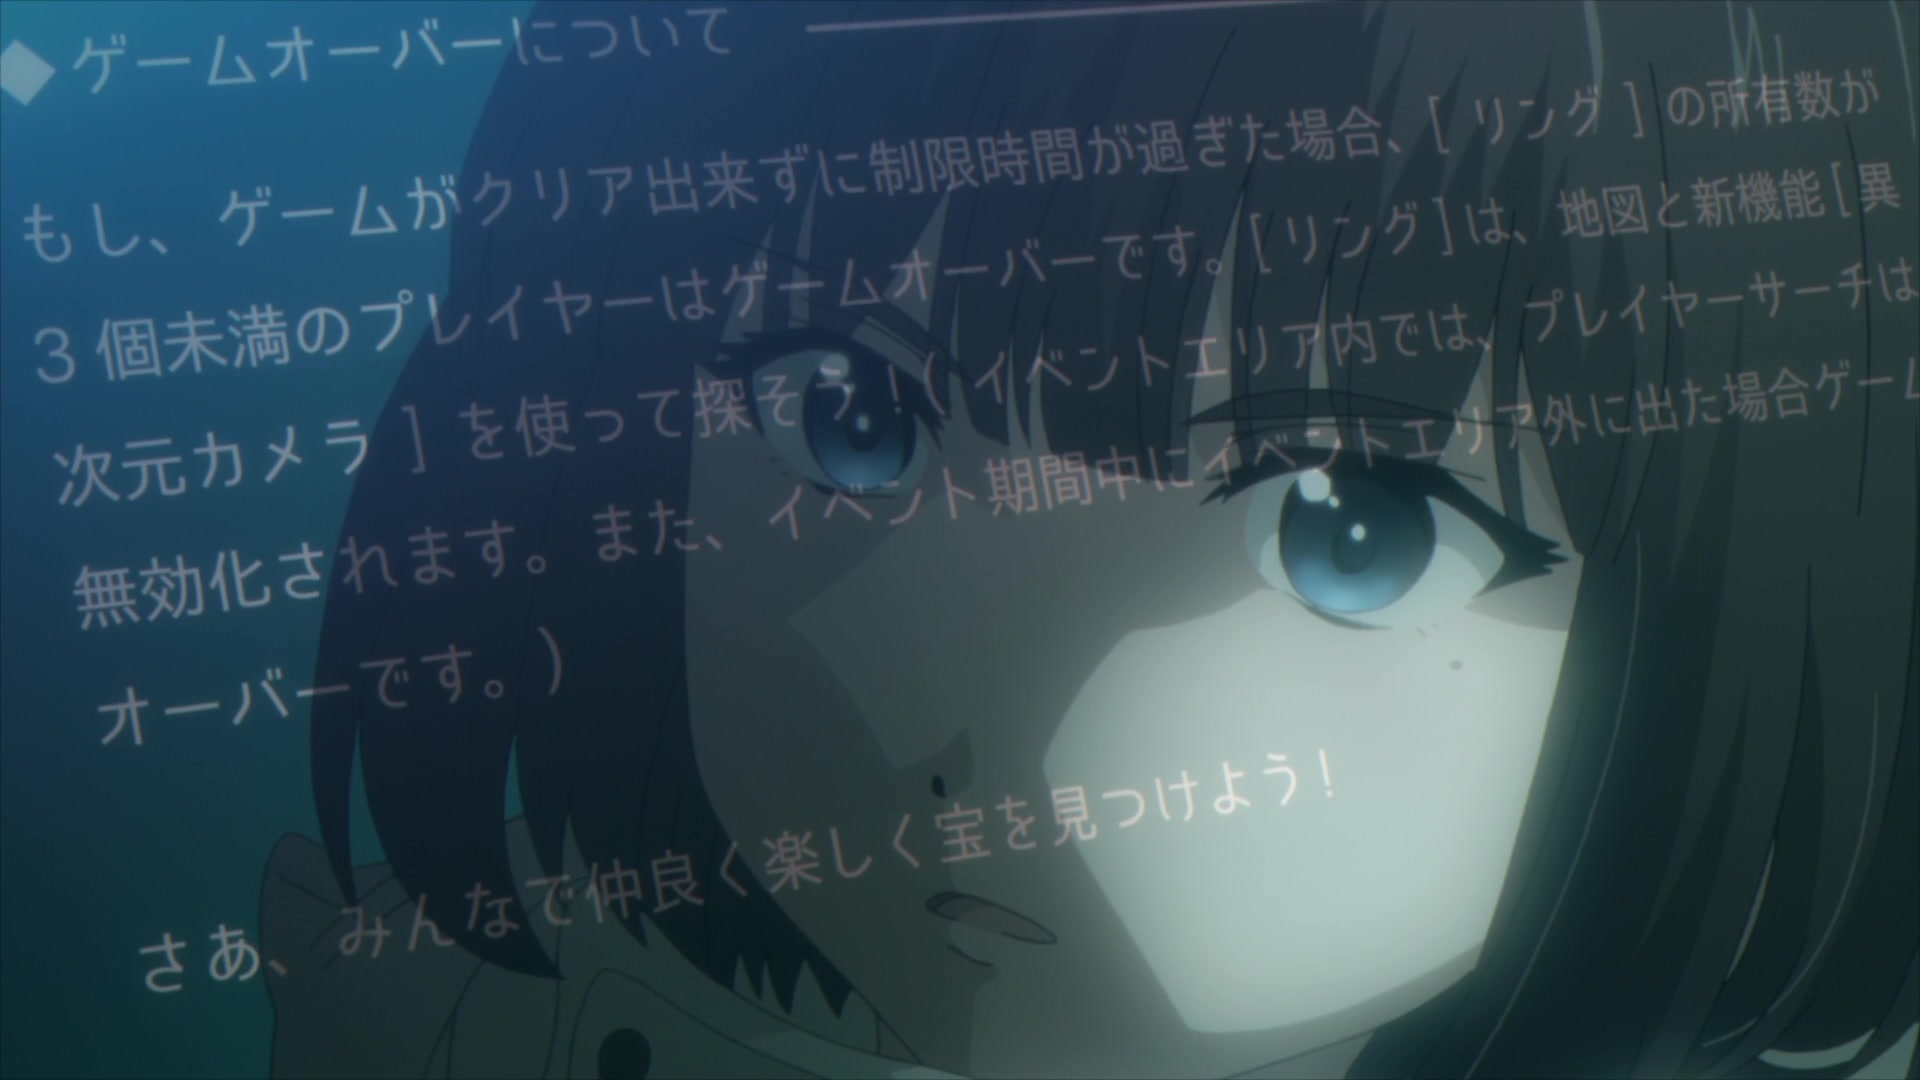 ◆ゲームオーバーについて
もし、ゲームがクリア出来ずに制限時間が過ぎた場合、[リング]の所有数が
3個未満のプレイヤーはゲームオーバーです。[リング]は、地図と新機能[異
次元カメラ]を使って探そう!(イベントエリア内では、プレイヤーサーチは
無効化されます。また、イベント期間中にイベントエリア外に出た場合ゲーム
オーバーです。)
さあ、みんなで仲良く楽しく宝を見つけよう!